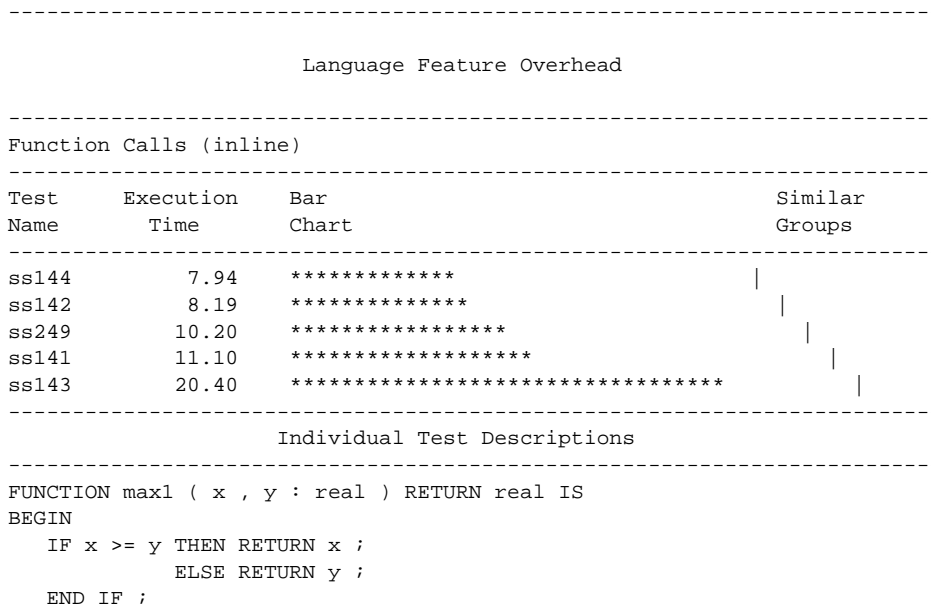 ------------------------------------------------------------------------
Language Feature Overhead
------------------------------------------------------------------------
Function Calls (inline)
------------------------------------------------------------------------
Test     Execution    Bar                                   Similar
Name       Time       Chart                                 Groups
------------------------------------------------------------------------
ss144         7.94    *************                       |
ss142         8.19    **************                        |
ss249        10.20    *****************                       |
ss141        11.10    *******************                       |
ss143        20.40    **********************************          |
------------------------------------------------------------------------
Individual Test Descriptions
------------------------------------------------------------------------
FUNCTION max1 ( x , y : real ) RETURN real IS
BEGIN
   IF x >= y THEN RETURN x ;
             ELSE RETURN y ;
   END IF ;